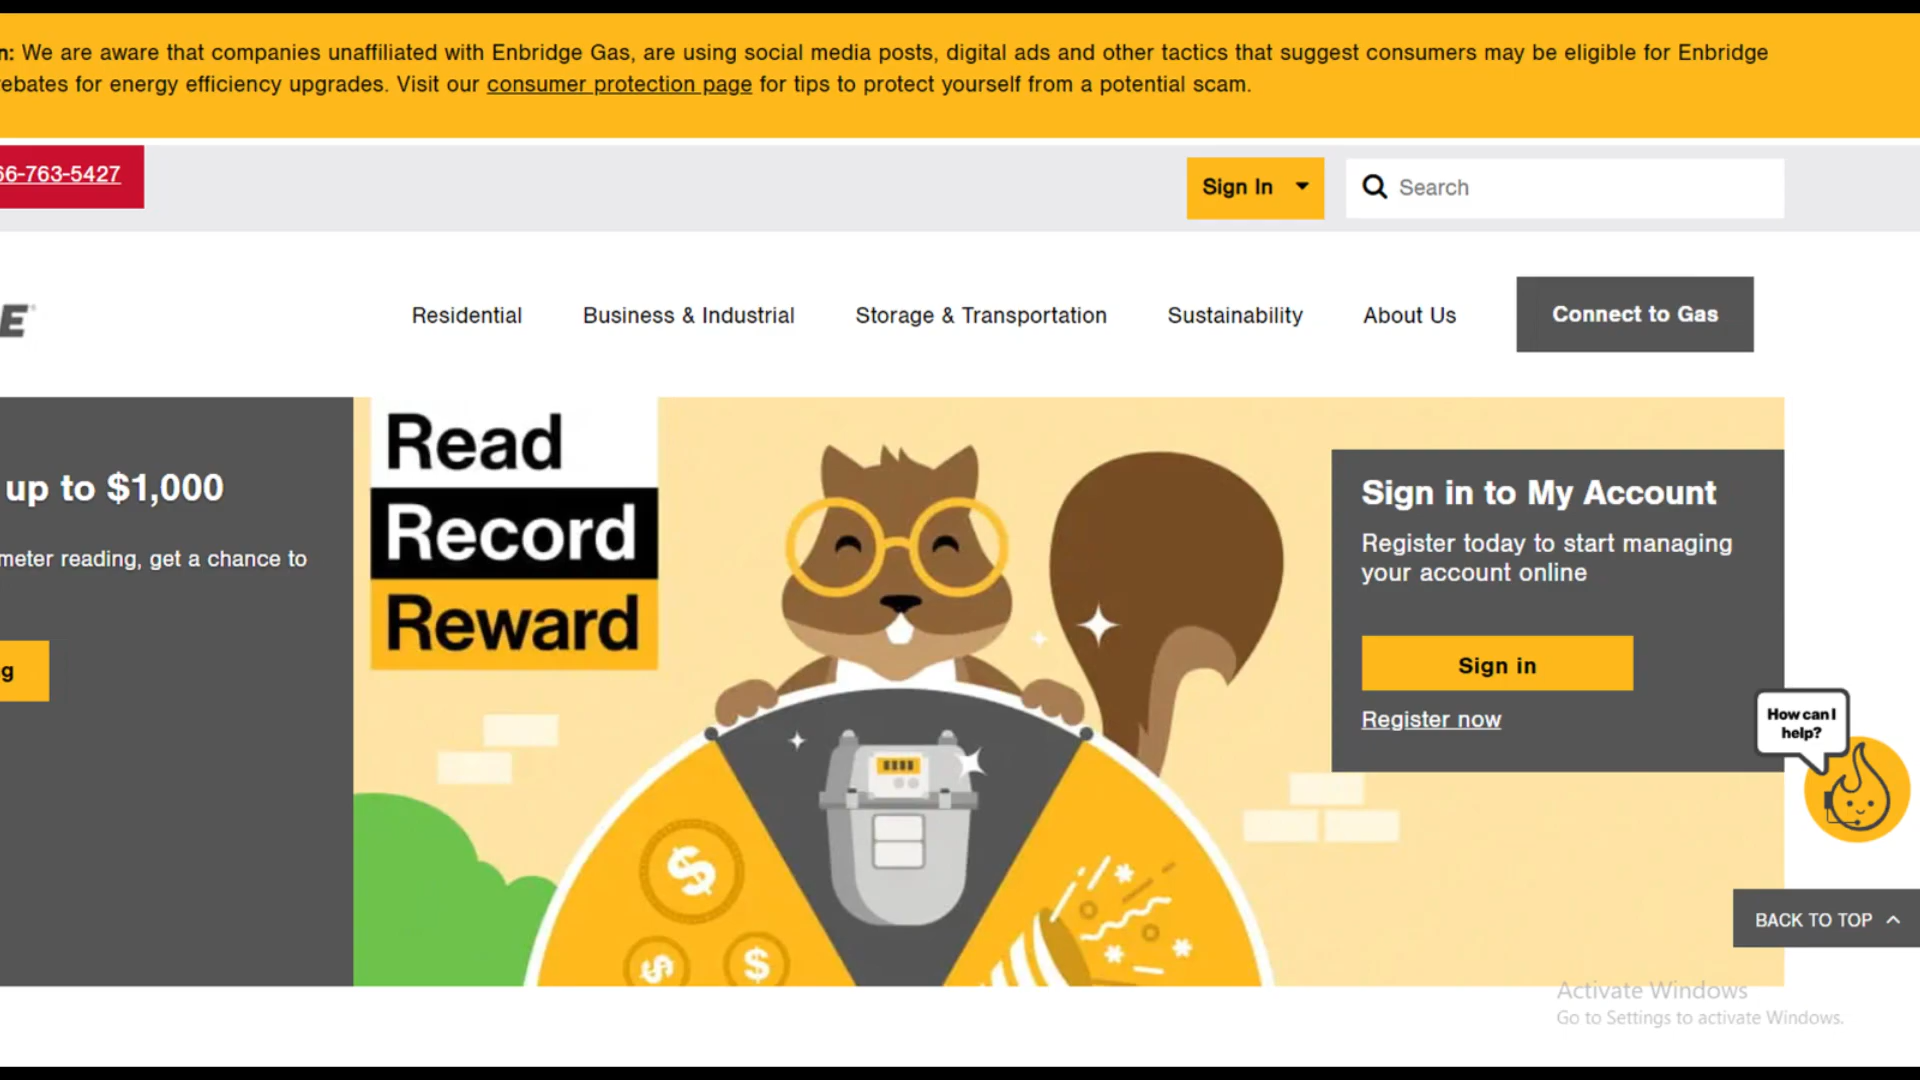 n: We are aware that companies unaffiliated with Enbridge Gas, are using social media posts, digital ads and other tactics that suggest consumers may be eligible for Enbridge
ebates for energy efficiency upgrades. Visit our consumer protection page for tips to protect yourself from a potential scam.
66-763-5427
Sign In
Search
E
Residential
Business & Industrial
Storage & Transportation
Sustainability
About Us
Connect to Gas
up to $1,000
meter reading, get a chance to
g
Read
Record
Reward
Sign in to My Account
Register today to start managing
your account online
Sign in
Register now
How can I
help?
BACK TO TOP
Activate Windows
Go to Settings to activate Windows.